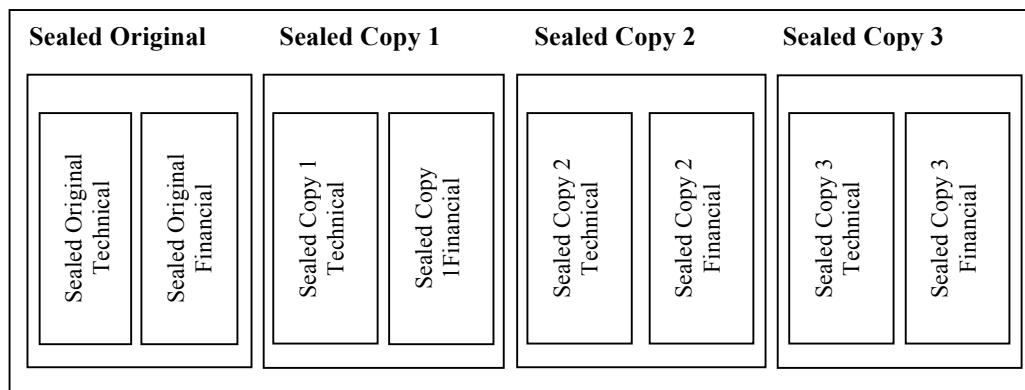 Sealed Original
Sealed Copy 1
Sealed Copy 2
Sealed Copy 3
Sealed Original
Technical
Sealed Original
Financial
Sealed Copy 1
Technical
Sealed Copy
1Financial
Sealed Copy 2
Technical
Sealed Copy 2
Financial
Sealed Copy 3
Technical
Sealed Copy 3
Financial